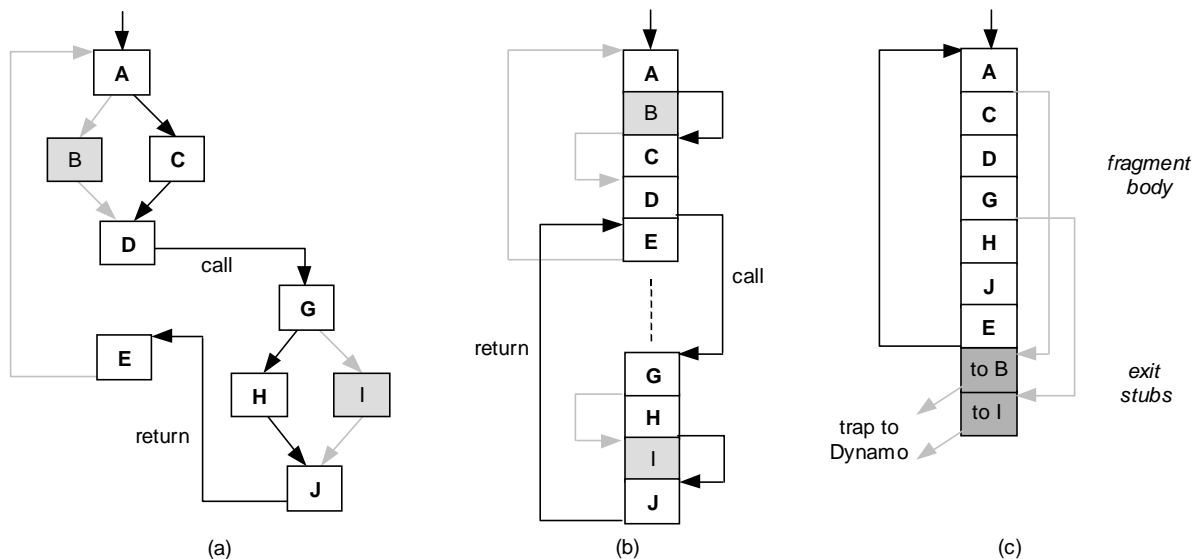 A
B
C
D
call
G
E
H
I
return
J
(a)
A
B
C
D
E
call
return
G
H
I
J
(b)
A
C
D
G
H
J
E
to B
to I
fragment
body
exit
stubs
trap to
Dynamo
(c)